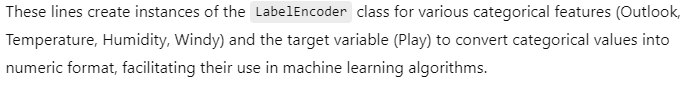 These lines create instances of the LabelEncoder class for various categorical features (Outlook,
Temperature, Humidity, Windy) and the target variable (Play) to convert categorical values into
numeric format, facilitating their use in machine learning algorithms.